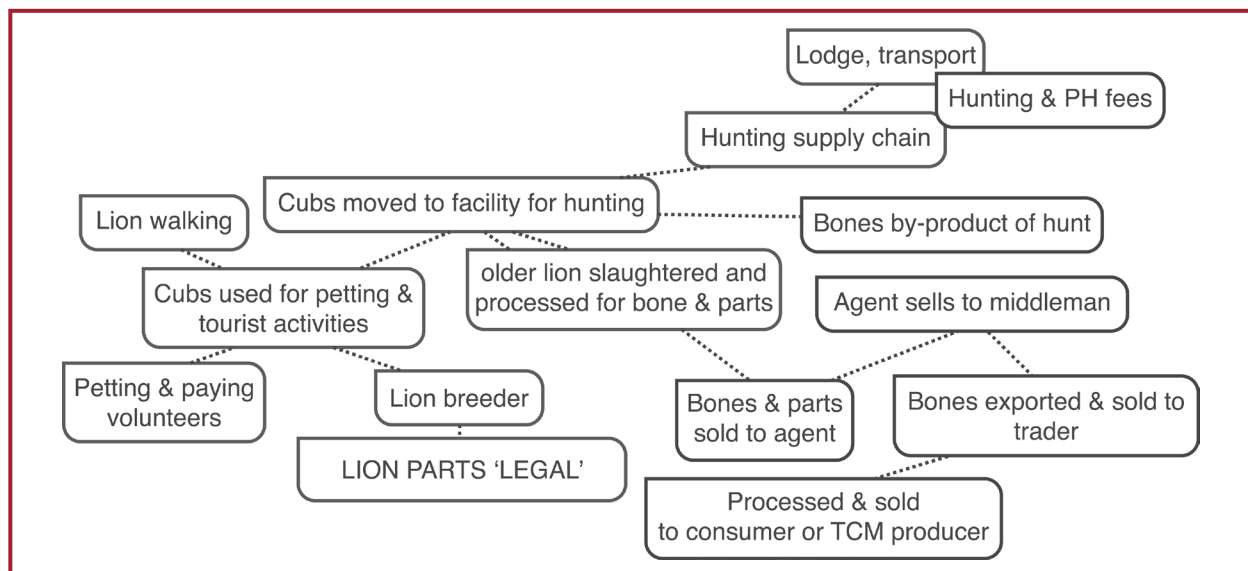 Lodge, transport
Hunting & PH fees
Hunting supply chain
Cubs moved to facility for hunting
Lion walking
Bones by-product of hunt
older lion slaughtered and
processed for bone & parts
Cubs used for petting &
tourist activities
Agent sells to middleman
Petting & paying
volunteers
Lion breeder
Bones & parts
sold to agent
Bones exported & sold to
trader
LION PARTS ‘LEGAL’
Processed & sold
to consumer or TCM producer